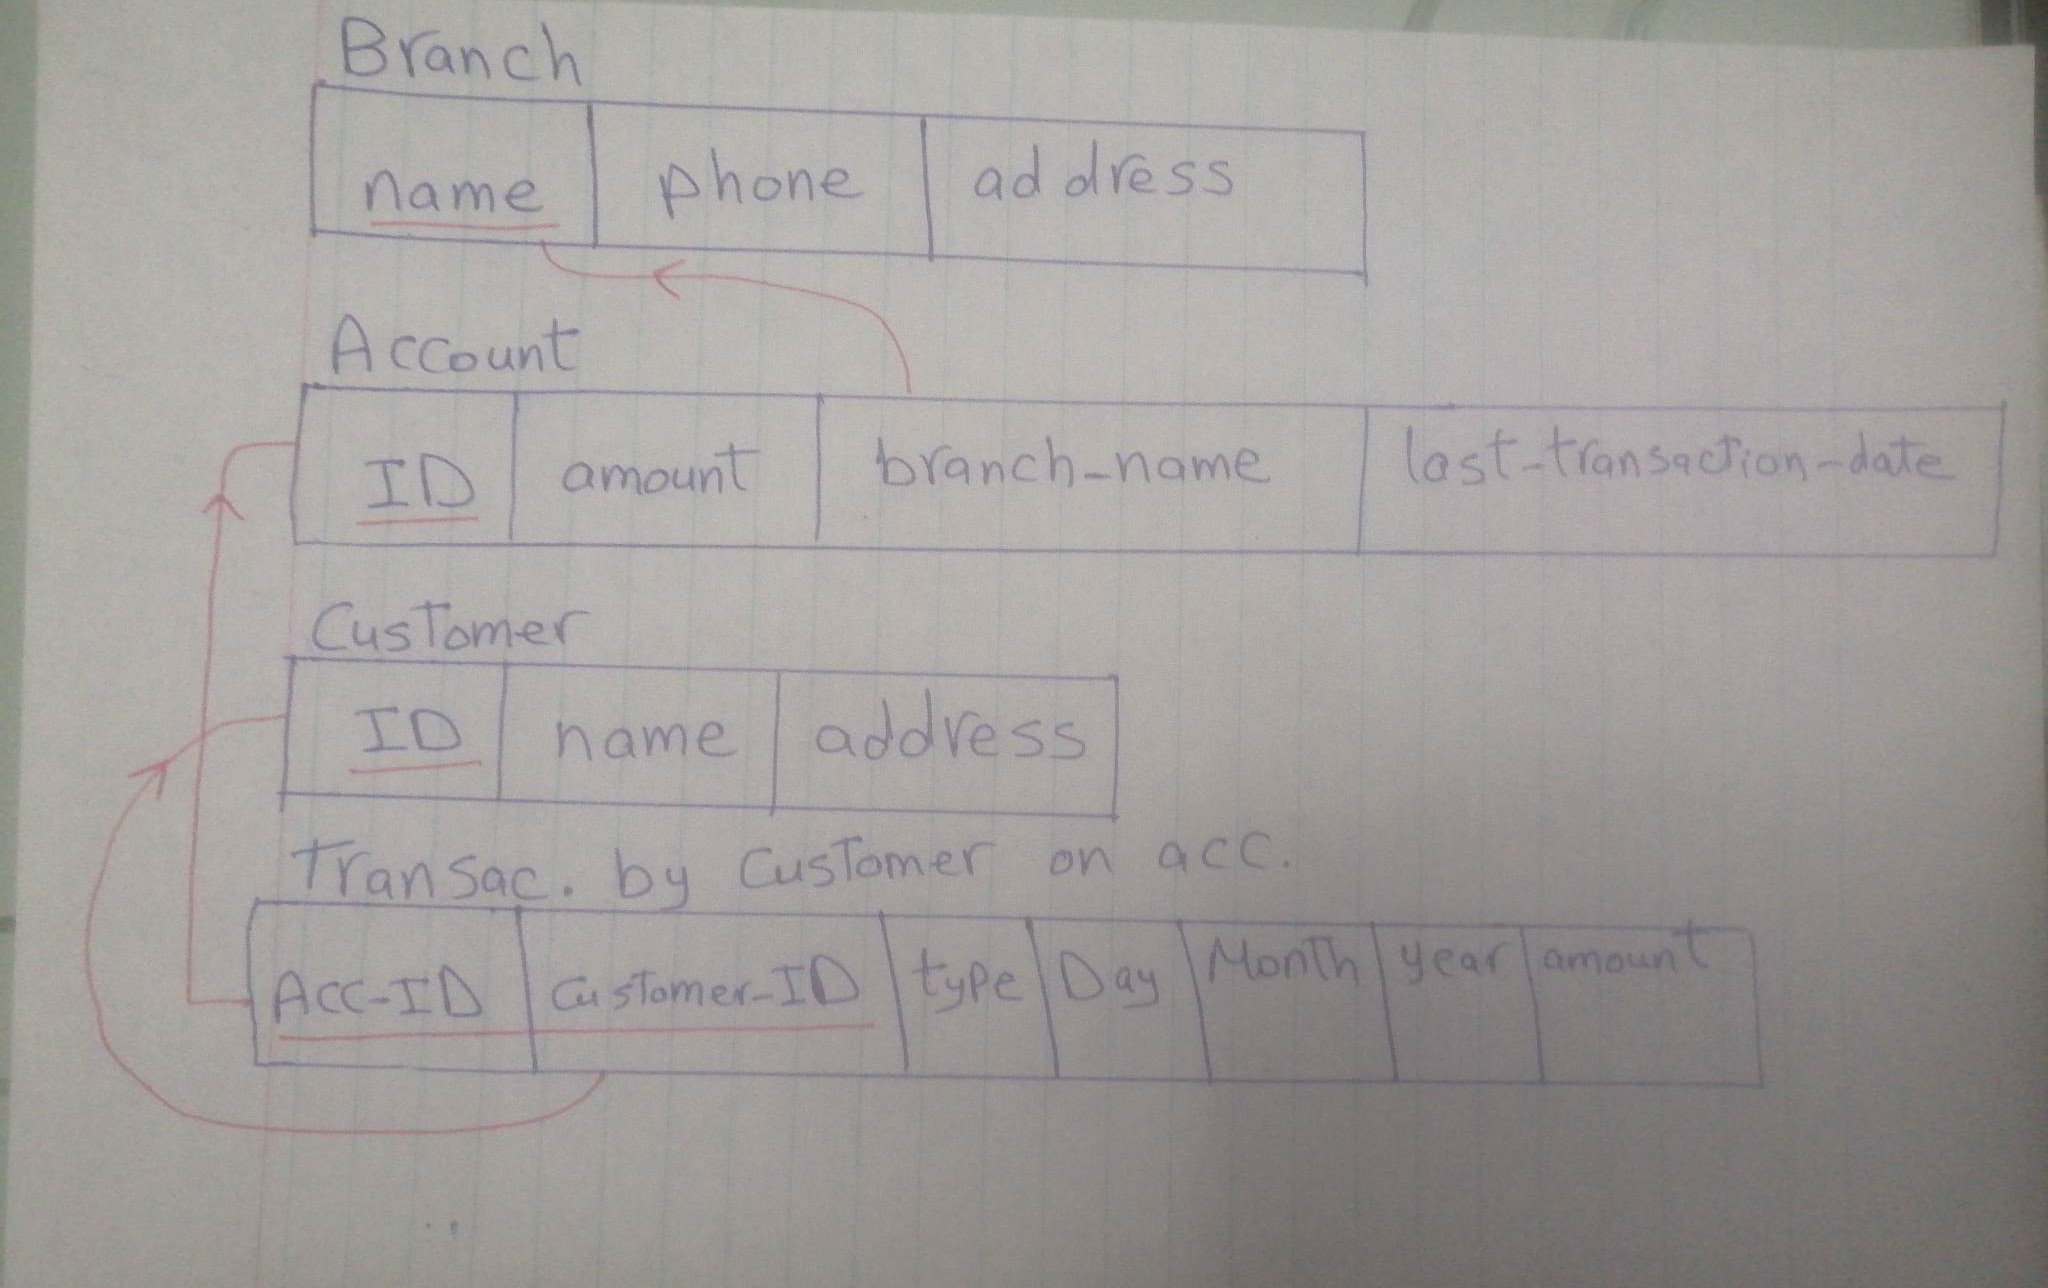 Branch
name phone address
Account
ID amount branch-name last-transaction-date
Customer
ID name address
Transac. by Customer on acc.
Acc-ID Customer-ID type Day Month year amount